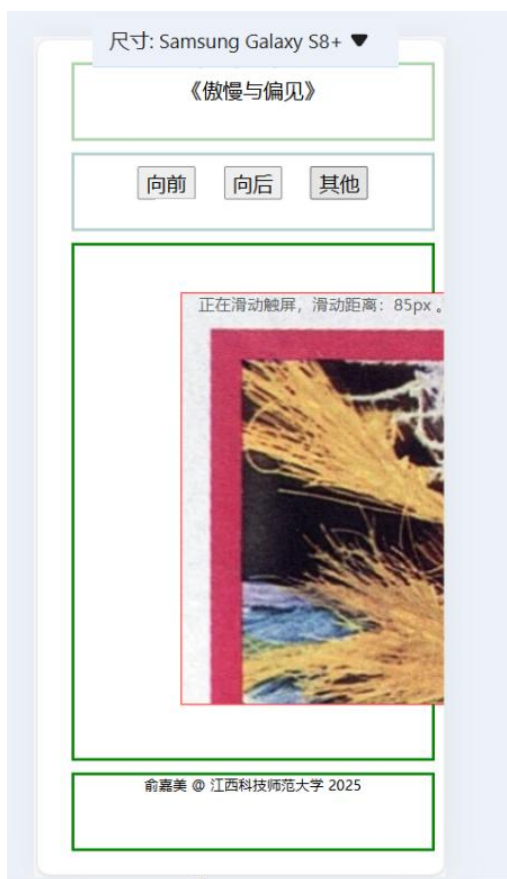 尺寸: Samsung Galaxy S8+ ▼
《傲慢与偏见》
向前 向后 其他
正在滑动触屏，滑动距离：85px 。
俞嘉美 @ 江西科技师范大学 2025